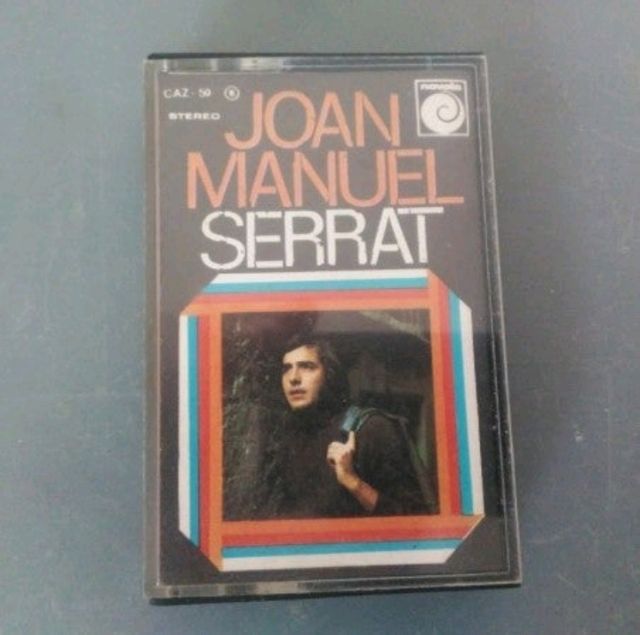 CAZ - 59 ®
STEREO
novola
JOAN
MANUEL
SERRAT